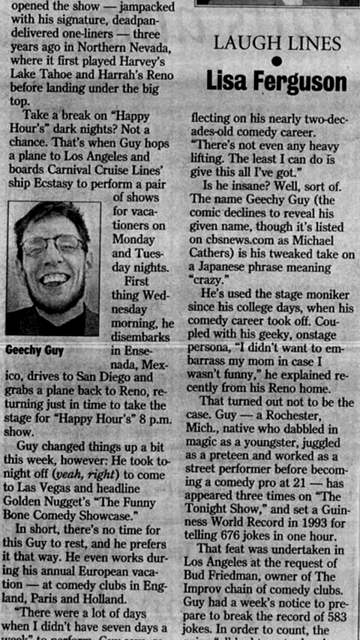 opened the show — jampacked
with his signature, deadpan-
delivered one-liners — three
years ago in Northern Nevada,
where it first played Harvey's
Lake Tahoe and Harrah's Reno
before landing under the big
top.
Take a break on "Happy
Hour's" dark nights? Not a
chance. That's when Guy hops
a plane to Los Angeles and
boards Carnival Cruise Lines'
ship Ecstasy to perform a pair
of shows
for vaca-
tioners on
Monday
and Tues-
day nights.
First
thing Wed-
nesday
morning, he
disembarks
in Ense-
nada, Mex-
Geechy Guy
ico, drives to San Diego and
grabs a plane back to Reno, re-
turning just in time to take the
stage for "Happy Hour's" 8 p.m.
show.
Guy changed things up a bit
this week, however: He took to-
night off (yeah, right) to come
to Las Vegas and headline
Golden Nugget's "The Funny
Bone Comedy Showcase."
In short, there's no time for
this Guy to rest, and he prefers
it that way. He even works dur-
ing his annual European vaca-
tion — at comedy clubs in Eng-
land, Paris and Holland.
"There were a lot of days
when I didn't have seven days a
LAUGH LINES
Lisa Ferguson
flecting on his nearly two-dec-
ades-old comedy career.
"There's not even any heavy
lifting. The least I can do is
give this all I've got."
Is he insane? Well, sort of.
The name Geechy Guy (the
comic declines to reveal his
given name, though it's listed
on cbsnews.com as Michael
Cathers) is his tweaked take on
a Japanese phrase meaning
"crazy."
He's used the stage moniker
since his college days, when his
comedy career took off. Cou-
pled with his geeky, onstage
persona, "I didn't want to em-
barrass my mom in case I
wasn't funny," he explained re-
cently from his Reno home.
That turned out not to be the
case. Guy — a Rochester,
Mich., native who dabbled in
magic as a youngster, juggled
as a preteen and worked as a
street performer before becom-
ing a comedy pro at 21 — has
appeared three times on "The
Tonight Show," and set a Guin-
ness World Record in 1993 for
telling 676 jokes in one hour.
That feat was undertaken in
Los Angeles at the request of
Bud Friedman, owner of The
Improv chain of comedy clubs.
Guy had a week's notice to pre-
pare to break the record of 583
jokes. In order to count, the